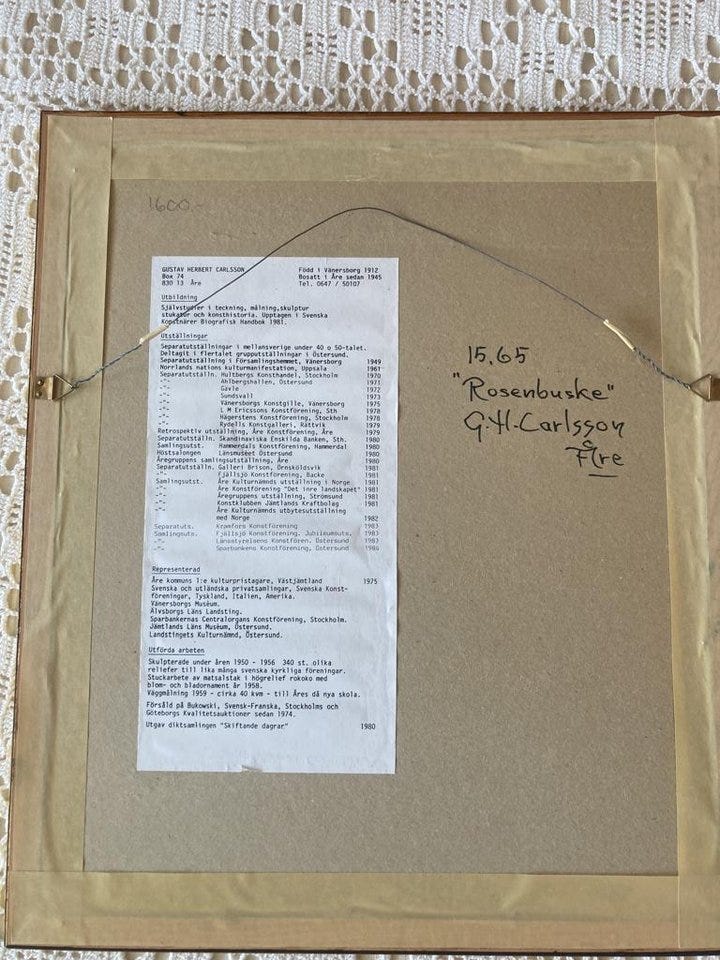 1600.-
GUSTAV HERBERT CARLSSON Född i Vänersborg 1912
Box 74 Bosatt i Åre sedan 1945
830 13 Åre Tel. 0647 / 50107
Utbildning
Självstudier i teckning, målning, skulptur
stukatör och konsthistoria. Upptagen i Svenska
Konstnärer Biografisk Handbok 1981.
Utställningar
Separatutställningar i mellansverige under 40 o 50-talet.
Deltagit i flertalet grupputställningar i Östersund.
Separatutställning i Församlingshemmet, Vänersborg 1949
Norrlands nations kulturmanifestation, Uppsala 1961
Separatutställn. Hultbergs Konsthandel, Stockholm 1970
-"- Ahlbergshallen, Östersund 1971
-"- Gävle 1972
-"- Sundsvall 1973
-"- Vänersborgs Konstgille, Vänersborg 1975
-"- L M Ericssons Konstförening, Sth 1978
-"- Hägerstens Konstförening, Stockholm 1978
-"- Rydells Konstgalleri, Rättvik 1979
Retrospektiv utställning, Åre Konstförening, Åre 1979
Separatutställn. Skandinaviska Enskilda Banken, Sth. 1980
Samlingsutst. Hammerdals Konstförening, Hammerdal 1980
Höstsalongen Länsmuseet Östersund 1980
Åregruppens samlingsutställning, Åre 1980
Separatutställn. Galleri Brison, Örnsköldsvik 1981
-"- Fjällsjö Konstförening, Backe 1981
Samlingsutst. Åre Kulturnämnds utställning i Norge 1981
-"- Åre Konstförening "Det inre landskapet" 1981
-"- Åregruppens utställning, Strömsund 1981
-"- Konstklubben Jämtlands Kraftbolag 1981
-"- Åre Kulturnämnds utbytesutställning
med Norge 1982
Separatuts. Kramfors Konstförening 1983
Samlingsuts. Fjällsjö Konstförening. Jubileumsuts. 1983
-"- Länsstyrelsens Konstfören. Östersund 1983
-"- Sparbankens Konstförening, Östersund 1984
Representerad
Åre kommuns 1:e kulturpristagare, Västjämtland 1975
Svenska och utländska privatsamlingar, Svenska Konst-
föreningar, Tyskland, Italien, Amerika.
Vänersborgs Museum.
Älvsborgs Läns Landsting.
Sparbankernas Centralorgans Konstförening, Stockholm.
Jämtlands Läns Museum, Östersund.
Landstingets Kulturnämnd, Östersund.
Utförda arbeten
Skulpterade under åren 1950 - 1956 340 st. olika
reliefer till lika många svenska kyrkliga föreningar.
Stuckarbete av matsalstak i högrelief rokoko med
blom- och bladornament år 1958.
Väggmålning 1959 - cirka 40 kvm - till Åres då nya skola.
Försåld på Bukowski, Svensk-Franska, Stockholms och
Göteborgs Kvalitetsauktioner sedan 1974.
Utgav diktsamlingen "Skiftande dagrar" 1980
15,65
"Rosenbuske"
G.H.Carlsson
Åre